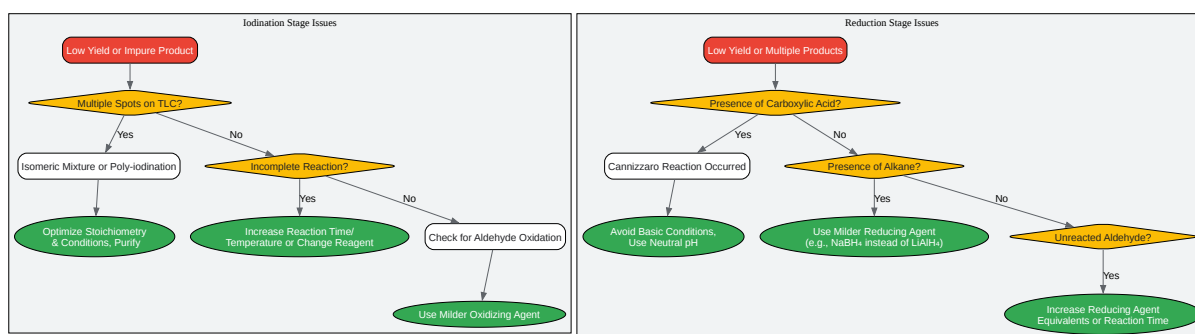 Iodination Stage Issues
Low Yield or Impure Product
Multiple Spots on TLC?
Yes
No
Isomeric Mixture or Poly-iodination
Incomplete Reaction?
Yes
No
Optimize Stoichiometry
& Conditions, Purify
Increase Reaction Time/
Temperature or Change Reagent
Check for Aldehyde Oxidation
Use Milder Oxidizing Agent
Reduction Stage Issues
Low Yield or Multiple Products
Presence of Carboxylic Acid?
Yes
No
Cannizzaro Reaction Occurred
Presence of Alkane?
Yes
No
Avoid Basic Conditions,
Use Neutral pH
Use Milder Reducing Agent
(e.g., NaBH₄ instead of LiAlH₄)
Unreacted Aldehyde?
Yes
Increase Reducing Agent
Equivalents or Reaction Time